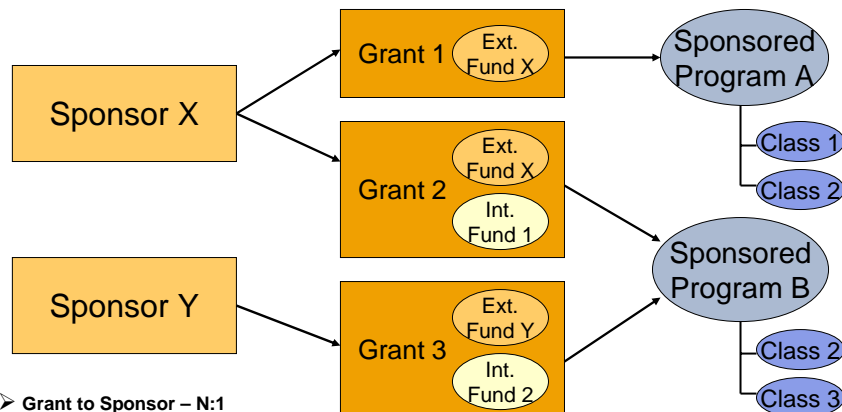 Sponsor X
Grant 1
Ext.
Fund X
Sponsored
Program A
Class 1
Class 2
Grant 2
Ext.
Fund X
Int.
Fund 1
Sponsor Y
Grant 3
Ext.
Fund Y
Int.
Fund 2
Sponsored
Program B
Class 2
Class 3
➢ Grant to Sponsor – N:1